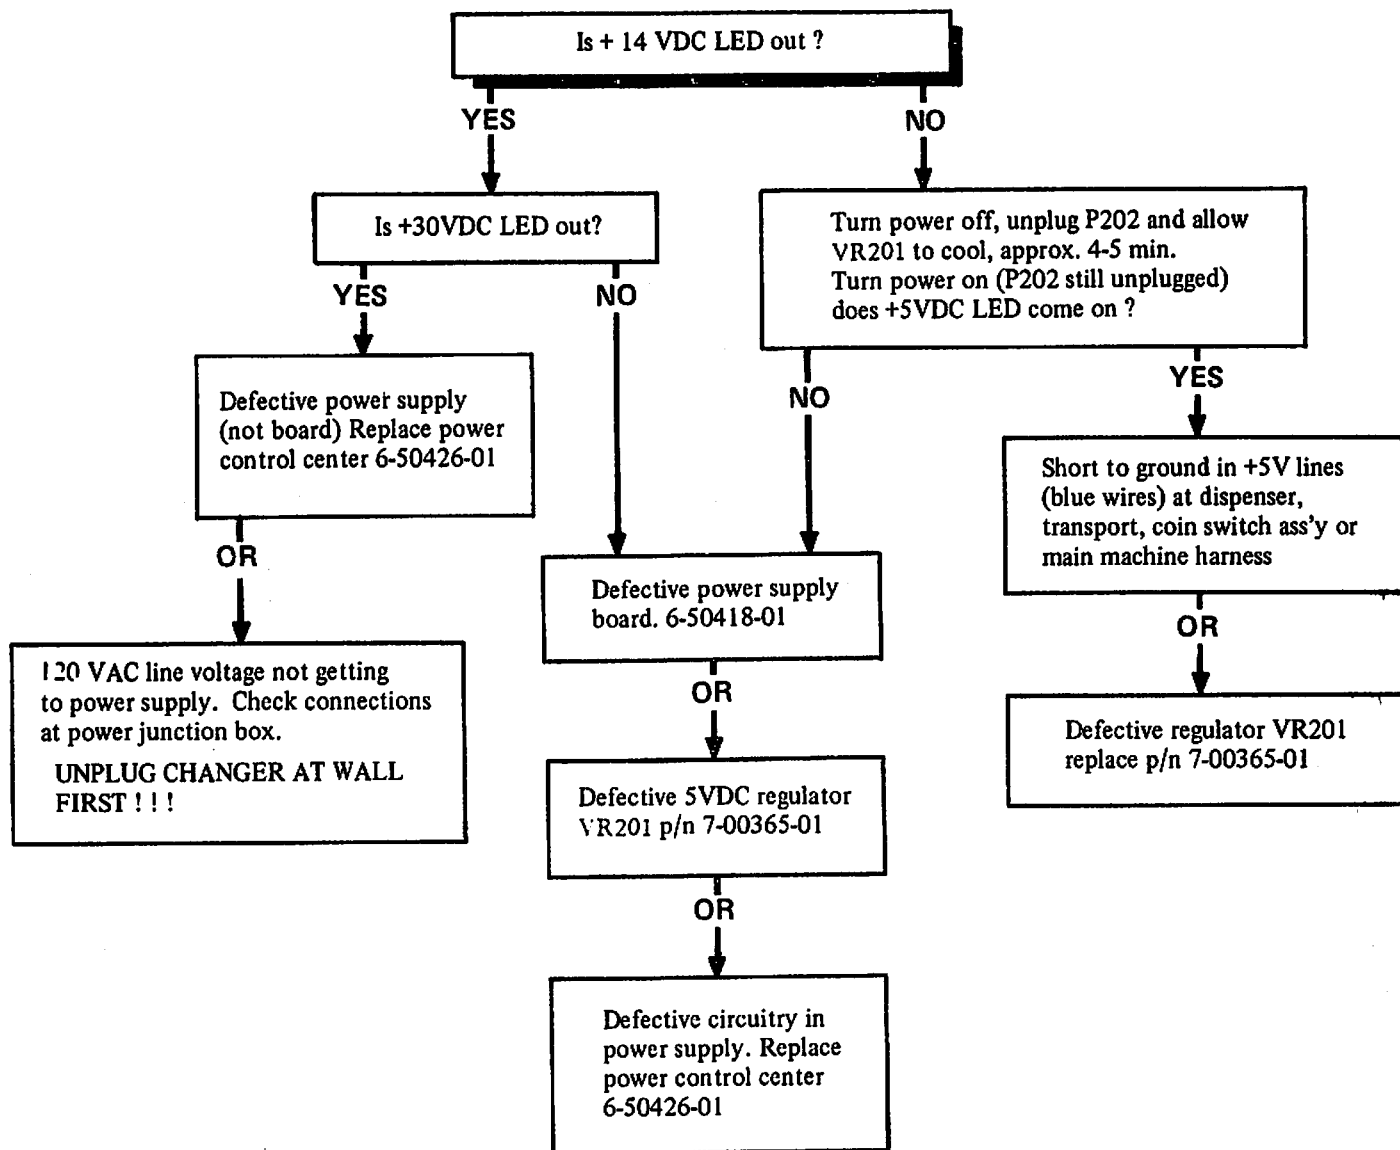 Is + 14 VDC LED out ?
YES
NO
Is +30VDC LED out?
Turn power off, unplug P202 and allow
VR201 to cool, approx. 4-5 min.
Turn power on (P202 still unplugged)
does +5VDC LED come on ?
YES
NO
NO
YES
Defective power supply
(not board) Replace power
control center 6-50426-01
Short to ground in +5V lines
(blue wires) at dispenser,
transport, coin switch ass'y or
main machine harness
OR
Defective power supply
board. 6-50418-01
OR
120 VAC line voltage not getting
to power supply. Check connections
at power junction box.
UNPLUG CHANGER AT WALL
FIRST ! ! !
OR
Defective regulator VR201
replace p/n 7-00365-01
Defective 5VDC regulator
VR201 p/n 7-00365-01
OR
Defective circuitry in
power supply. Replace
power control center
6-50426-01